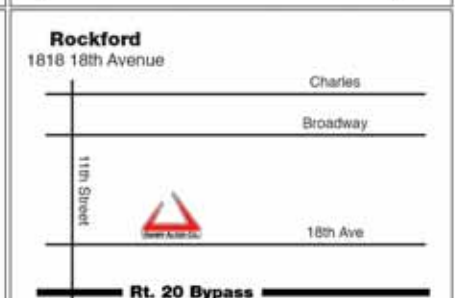 Rockford
1818 18th Avenue
Charles
Broadway
11th Street
18th Ave
Rt. 20 Bypass